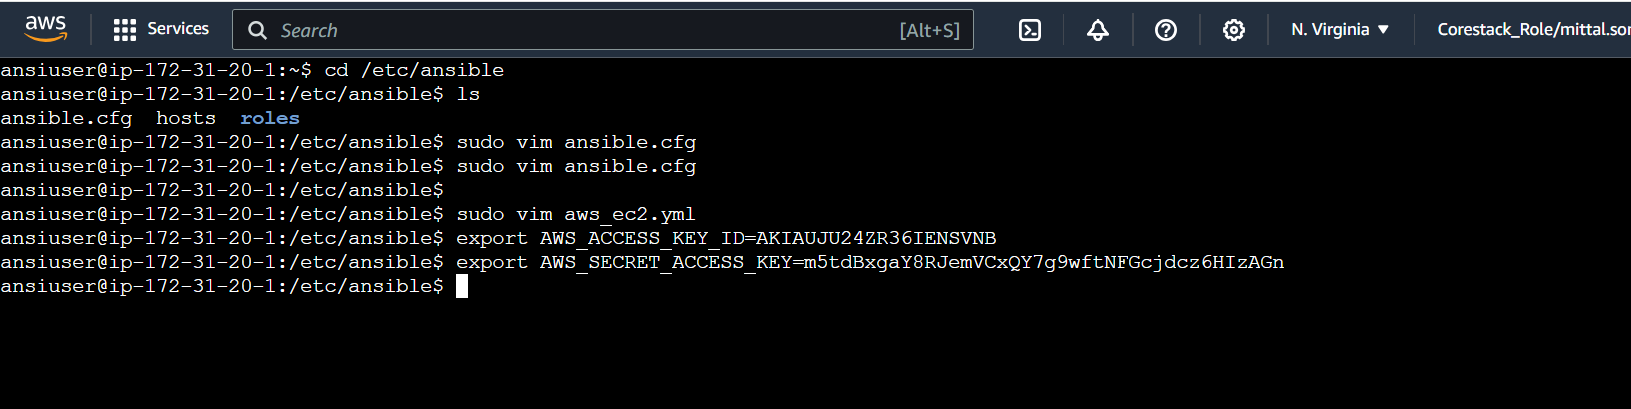 aws
Services
Search [Alt+S]
N. Virginia
Corestack_Role/mittal.sor
ansiuser@ip-172-31-20-1:~$ cd /etc/ansible
ansiuser@ip-172-31-20-1:/etc/ansible$ ls
ansible.cfg  hosts  roles
ansiuser@ip-172-31-20-1:/etc/ansible$ sudo vim ansible.cfg
ansiuser@ip-172-31-20-1:/etc/ansible$ sudo vim ansible.cfg
ansiuser@ip-172-31-20-1:/etc/ansible$
ansiuser@ip-172-31-20-1:/etc/ansible$ sudo vim aws_ec2.yml
ansiuser@ip-172-31-20-1:/etc/ansible$ export AWS_ACCESS_KEY_ID=AKIAUJU24ZR36IENSVNB
ansiuser@ip-172-31-20-1:/etc/ansible$ export AWS_SECRET_ACCESS_KEY=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
ansiuser@ip-172-31-20-1:/etc/ansible$